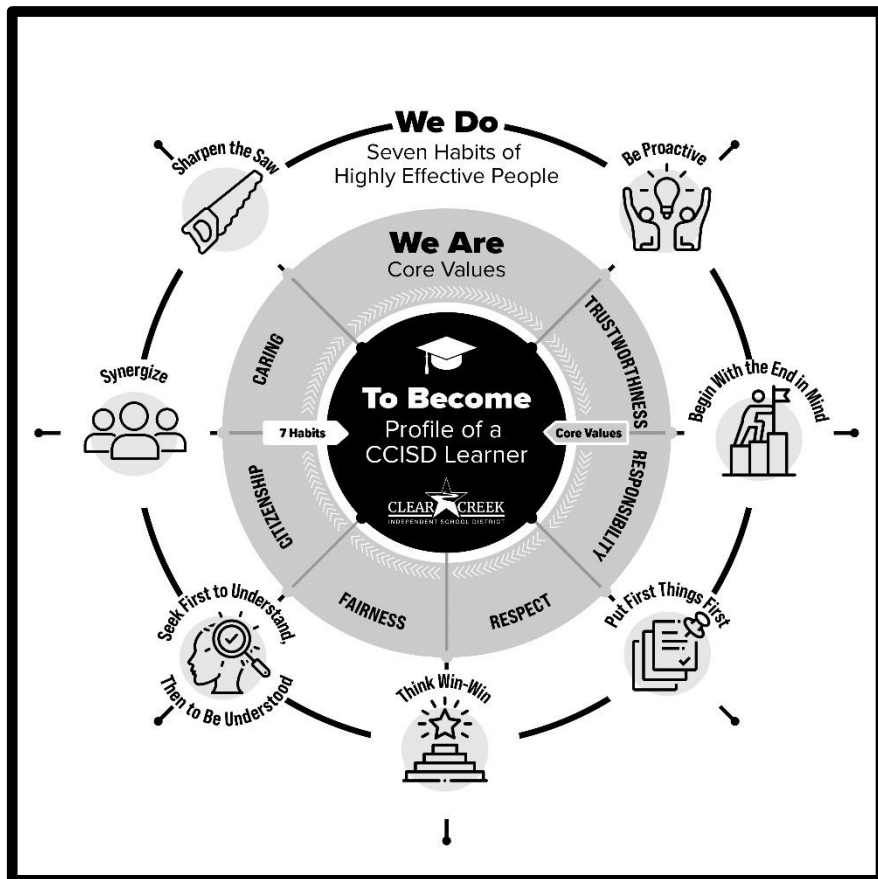 We Do
Seven Habits of
Highly Effective People
Be Proactive
Begin With the End in Mind
Put First Things First
Think Win-Win
Seek First to Understand,
Then to Be Understood
Synergize
Sharpen the Saw
We Are
Core Values
TRUSTWORTHINESS
RESPONSIBILITY
RESPECT
FAIRNESS
CITIZENSHIP
CARING
7 Habits
Core Values
To Become
Profile of a
CCISD Learner
CLEAR CREEK
INDEPENDENT SCHOOL DISTRICT